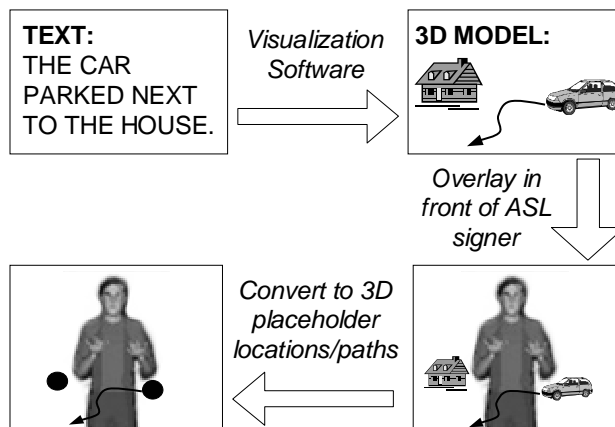 TEXT:
THE CAR
PARKED NEXT
TO THE HOUSE.
Visualization
Software
3D MODEL:
Overlay in
front of ASL
signer
Convert to 3D
placeholder
locations/paths